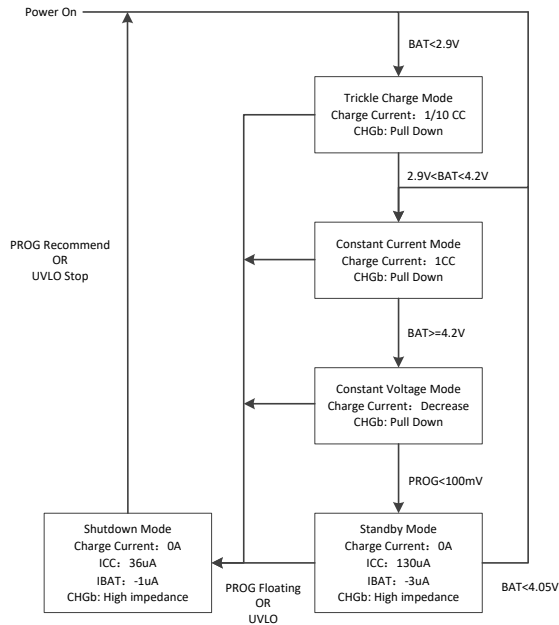 Power On
BAT<2.9V
Trickle Charge Mode
Charge Current：1/10 CC
CHGb: Pull Down
2.9V<BAT<4.2V
PROG Recommend
OR
UVLO Stop
Constant Current Mode
Charge Current：1CC
CHGb: Pull Down
BAT>=4.2V
Constant Voltage Mode
Charge Current：Decrease
CHGb: Pull Down
PROG<100mV
Shutdown Mode
Charge Current：0A
ICC：36uA
IBAT：-1uA
CHGb: High impedance
Standby Mode
Charge Current：0A
ICC：130uA
IBAT：-3uA
CHGb: High impedance
PROG Floating
OR
UVLO
BAT<4.05V